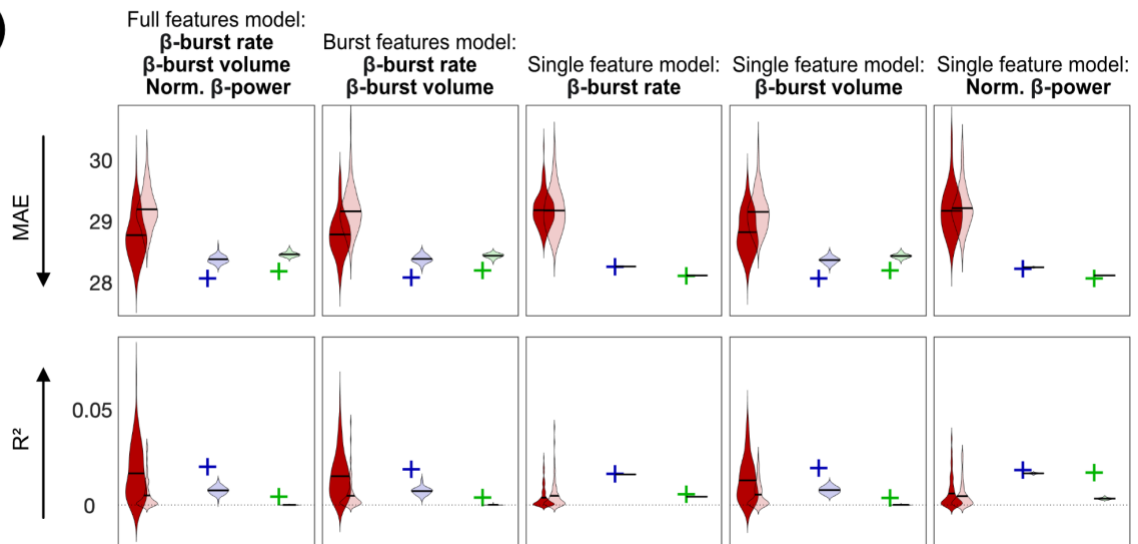 Full features model:
β-burst rate
β-burst volume
Norm. β-power
Burst features model:
β-burst rate
β-burst volume
Single feature model:
β-burst rate
Single feature model:
β-burst volume
Single feature model:
Norm. β-power
MAE
30
29
28
R²
0.05
0